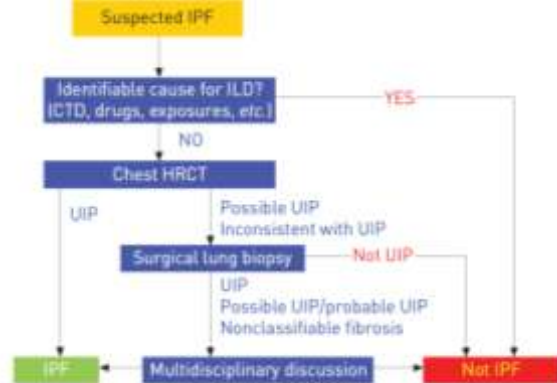 Suspected IPF
Identifiable cause for ILD?
(CTD, drugs, exposures, etc.)
YES
NO
Chest HRCT
UIP
Possible UIP
Inconsistent with UIP
Surgical lung biopsy
Not UIP
UIP
Possible UIP/probable UIP
Nonclassifiable fibrosis
IPF
Multidisciplinary discussion
Not IPF